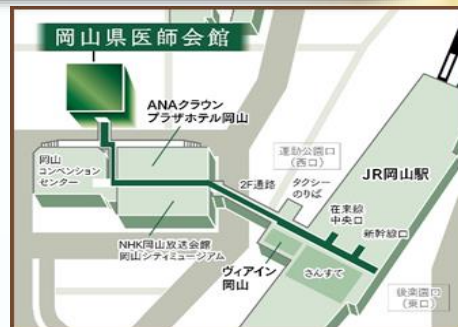 岡山県医師会館
ANAクラウン
プラザホテル岡山
岡山
コンベンション
センター
運動公園口
(西口)
JR岡山駅
2F通路
タクシー
のりば
在来線
中央口
新幹線口
NHK岡山放送会館
岡山シティミュージアム
ヴィアイン
岡山
さんすて
後楽園口
(東口)